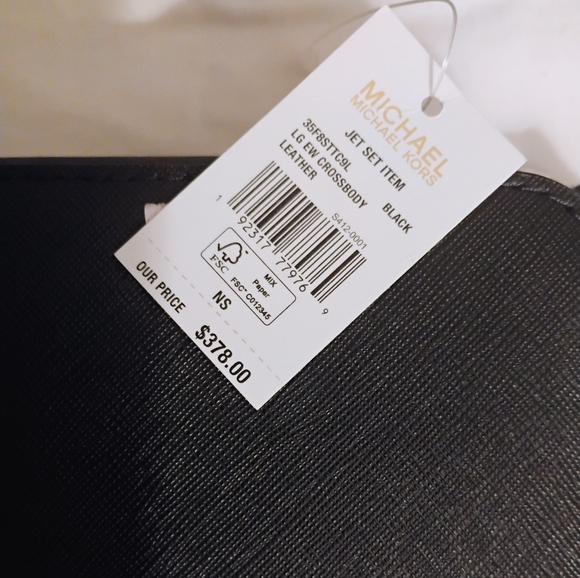 MICHAEL
MICHAEL KORS
JET SET ITEM
35F8STTC9L
LG EW CROSSBODY
LEATHER BLACK
S412-0001
1 92317 77976 9
FSC
MIX
Paper
FSC® C012345
NS
OUR PRICE $378.00